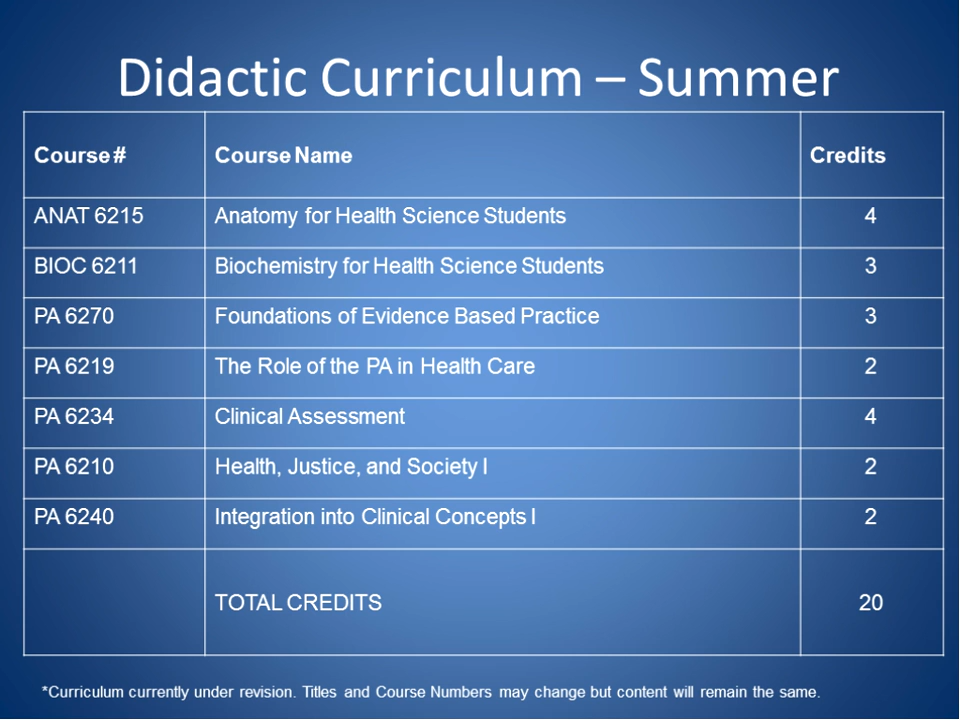 Didactic Curriculum – Summer
Course # Course Name Credits
ANAT 6215 Anatomy for Health Science Students 4
BIOC 6211 Biochemistry for Health Science Students 3
PA 6270 Foundations of Evidence Based Practice 3
PA 6219 The Role of the PA in Health Care 2
PA 6234 Clinical Assessment 4
PA 6210 Health, Justice, and Society I 2
PA 6240 Integration into Clinical Concepts I 2
TOTAL CREDITS 20
*Curriculum currently under revision. Titles and Course Numbers may change but content will remain the same.